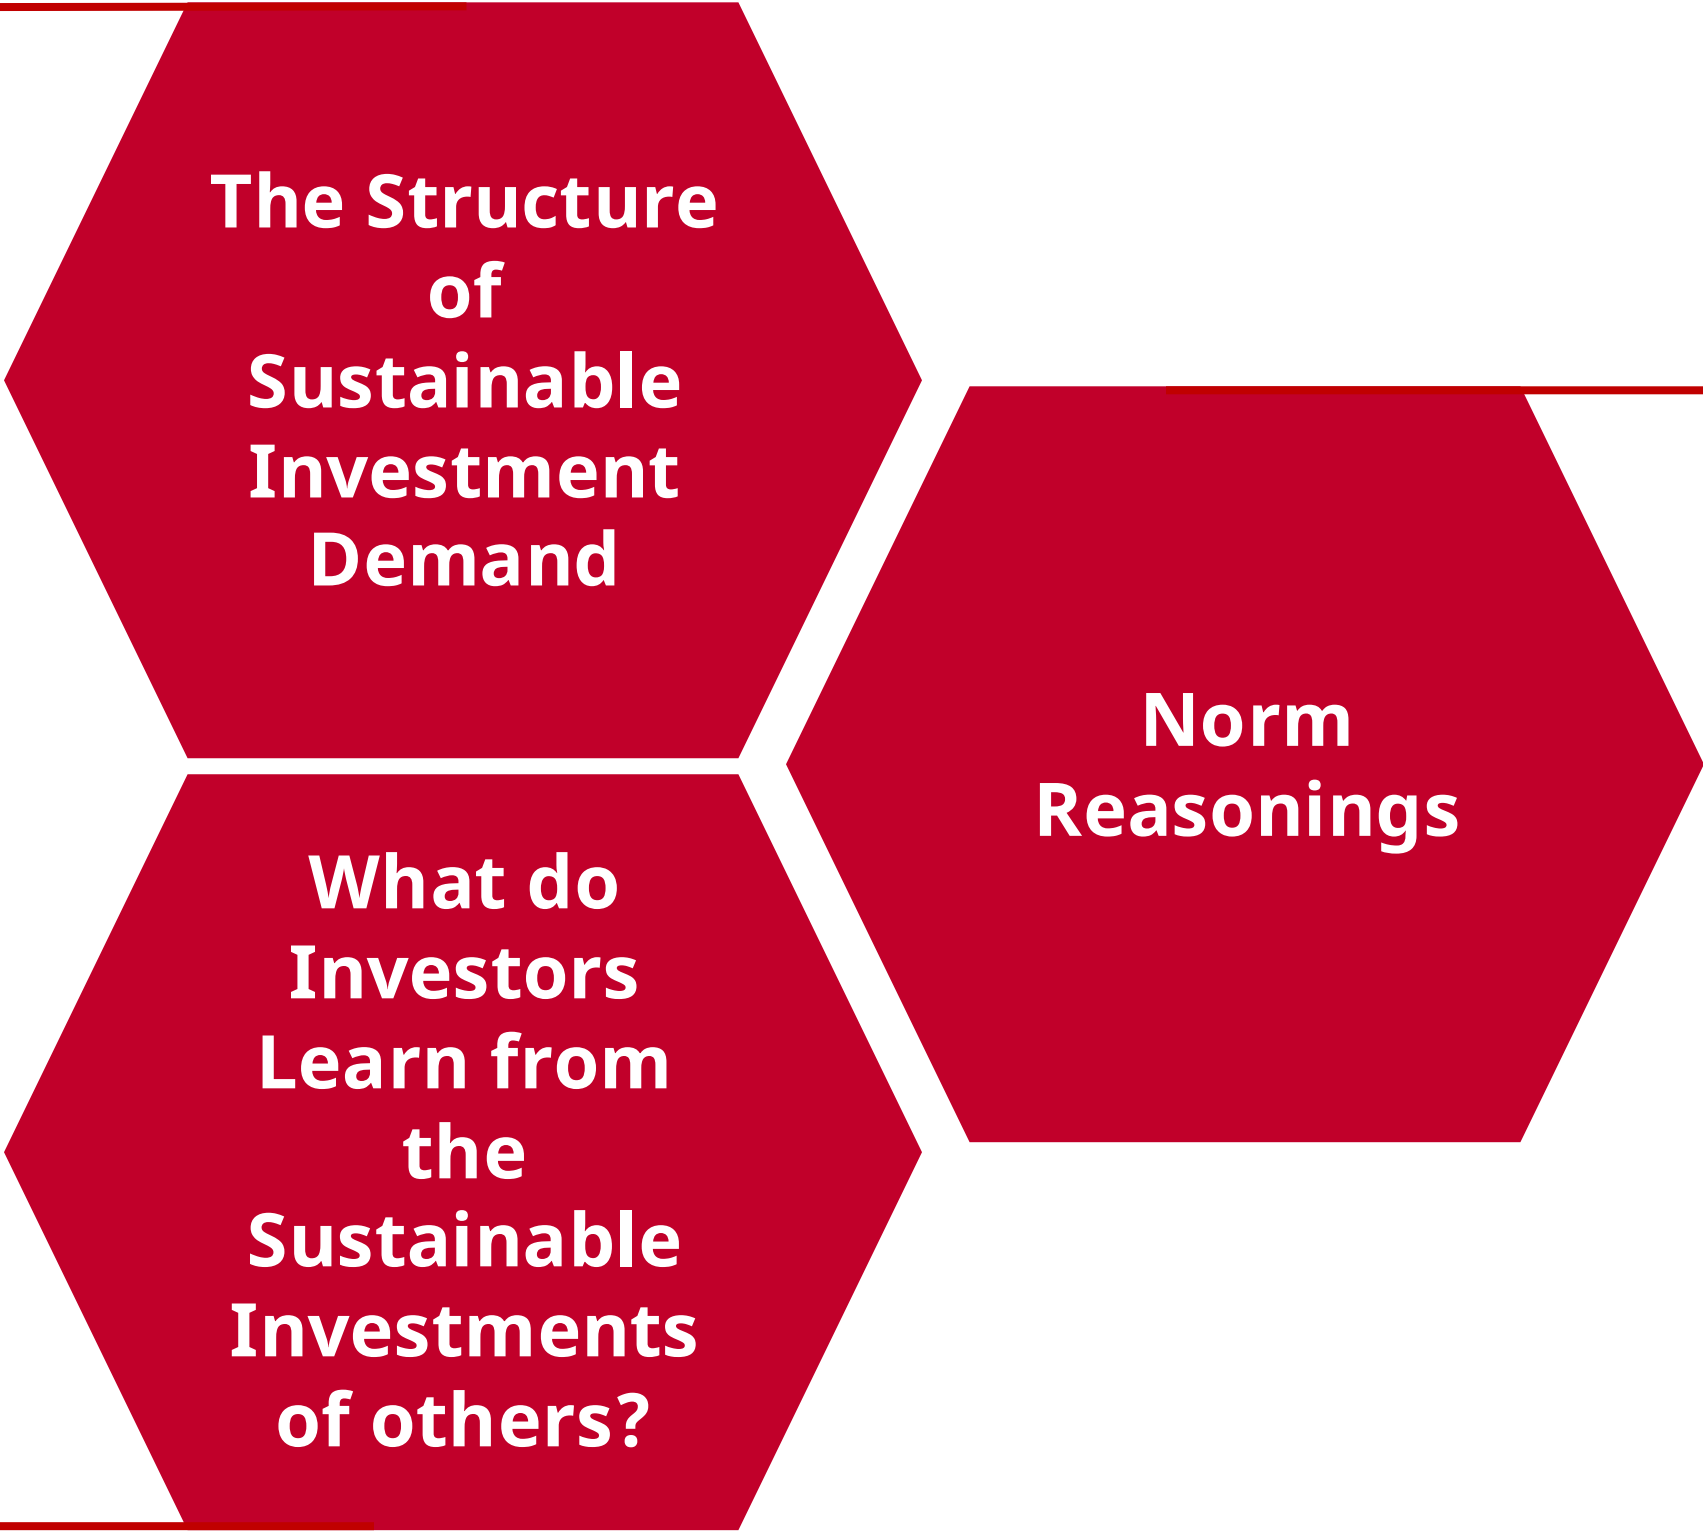 The Structure
of
Sustainable
Investment
Demand
Norm
Reasonings
What do
Investors
Learn from
the
Sustainable
Investments
of others?